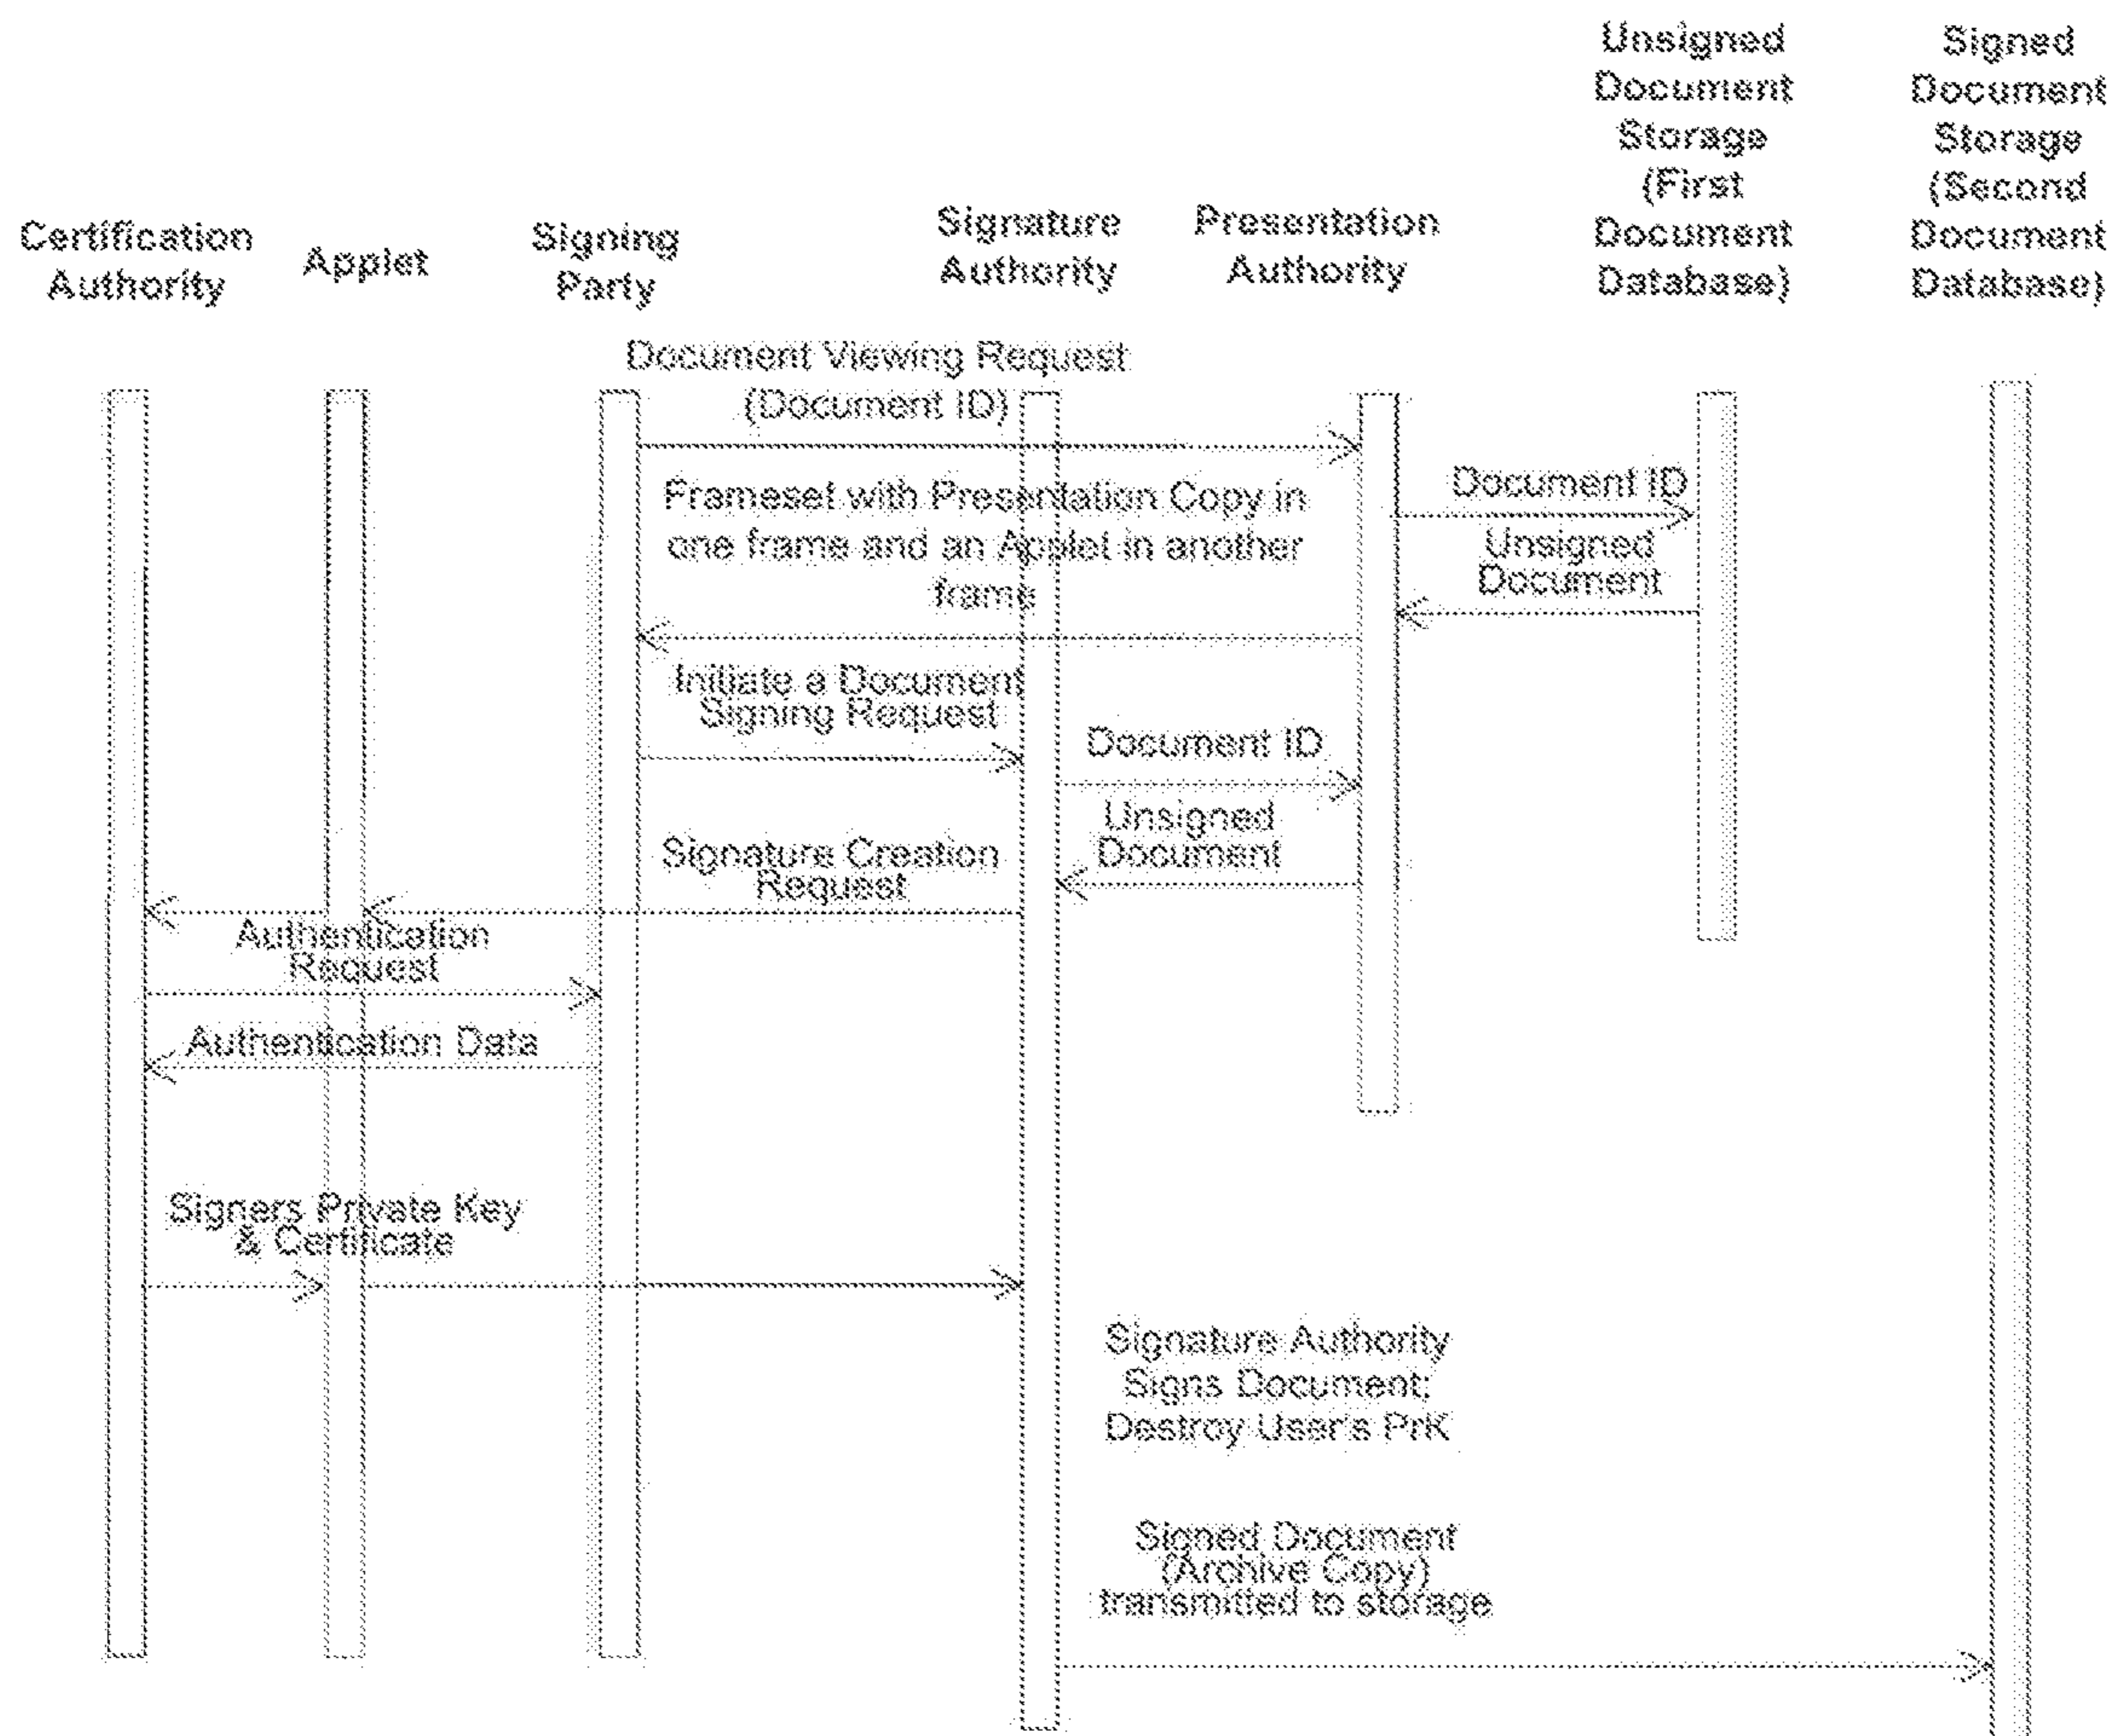 Certification
Authority
Applet
Signing
Party
Signature
Authority
Presentation
Authority
Unsigned
Document
Storage
(First
Document
Database)
Signed
Document
Storage
(Second
Document
Database)
Document Viewing Request
(Document ID)
Document ID
Frameset with Presentation Copy in
one frame and an Applet in another
frame
Unsigned
Document
Initiate a Document
Signing Request
Document ID
Unsigned
Document
Signature Creation
Request
Authentication
Request
Authentication Data
Signers Private Key
& Certificate
Signature Authority
Signs Document;
Destroy User's PrK
Signed Document
(Archive Copy)
transmitted to storage